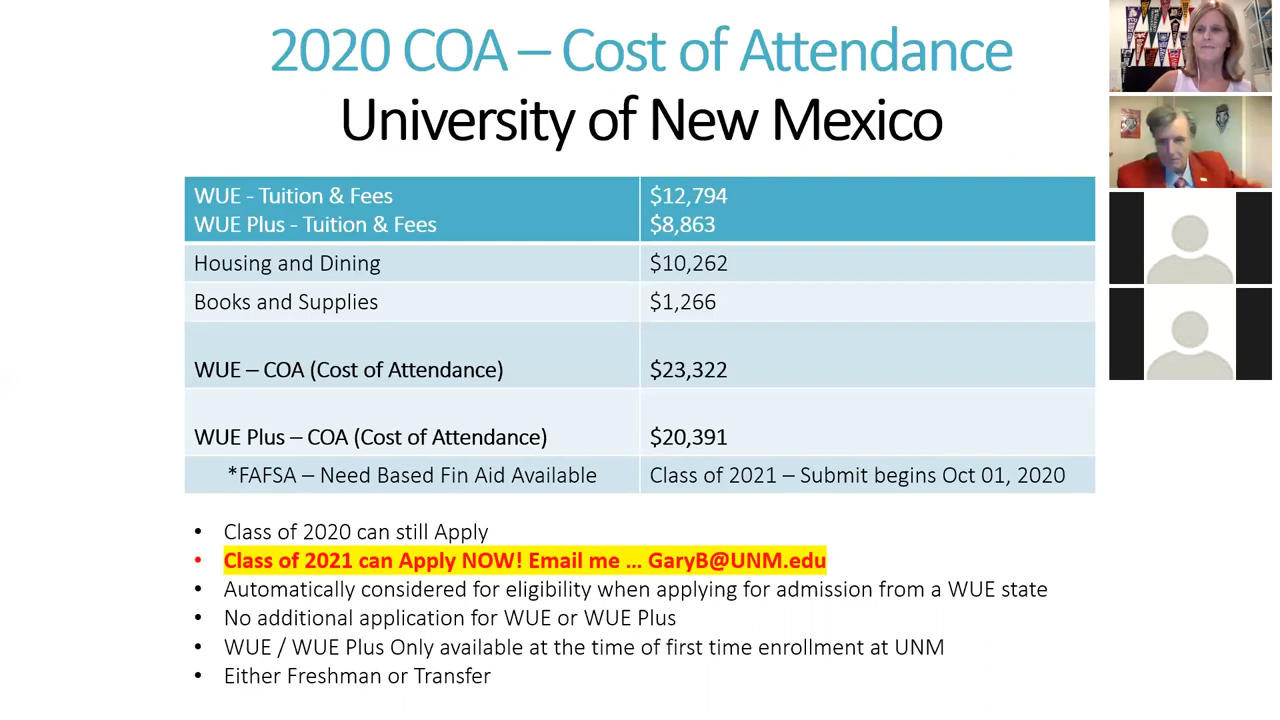 2020 COA – Cost of Attendance
University of New Mexico
WUE - Tuition & Fees $12,794
WUE Plus - Tuition & Fees $8,863
Housing and Dining $10,262
Books and Supplies $1,266
WUE – COA (Cost of Attendance) $23,322
WUE Plus – COA (Cost of Attendance) $20,391
*FAFSA – Need Based Fin Aid Available Class of 2021 – Submit begins Oct 01, 2020
• Class of 2020 can still Apply
• Class of 2021 can Apply NOW! Email me … GaryB@UNM.edu
• Automatically considered for eligibility when applying for admission from a WUE state
• No additional application for WUE or WUE Plus
• WUE / WUE Plus Only available at the time of first time enrollment at UNM
• Either Freshman or Transfer